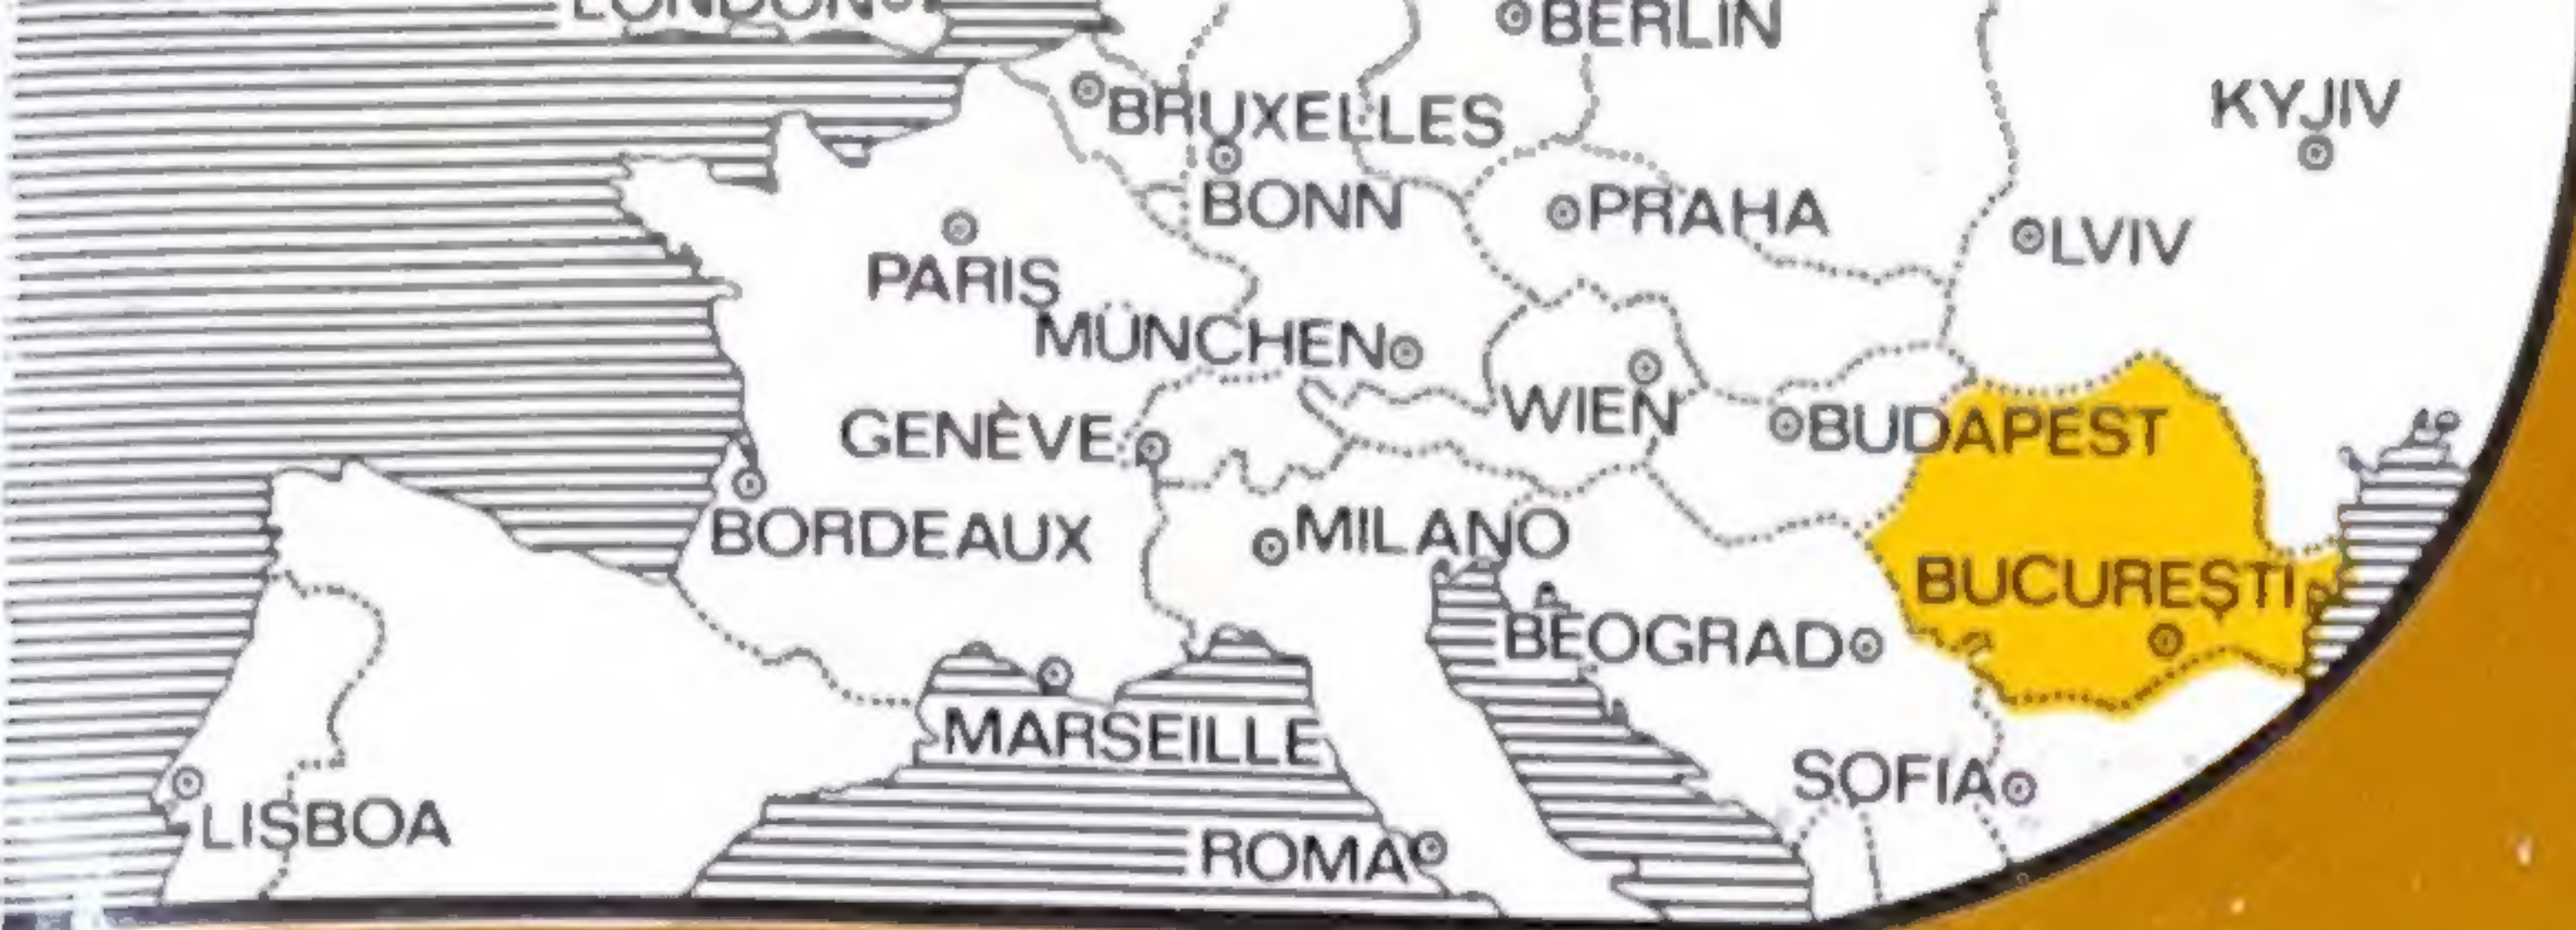 LONDON
BERLIN
BRUXELLES
KYJIV
BONN
PRAHA
LVIV
PARIS
MÜNCHEN
WIEN
GENÈVE
BUDAPEST
BORDEAUX
MILANO
BUCUREȘTI
BEOGRAD
MARSEILLE
SOFIA
LISBOA
ROMA